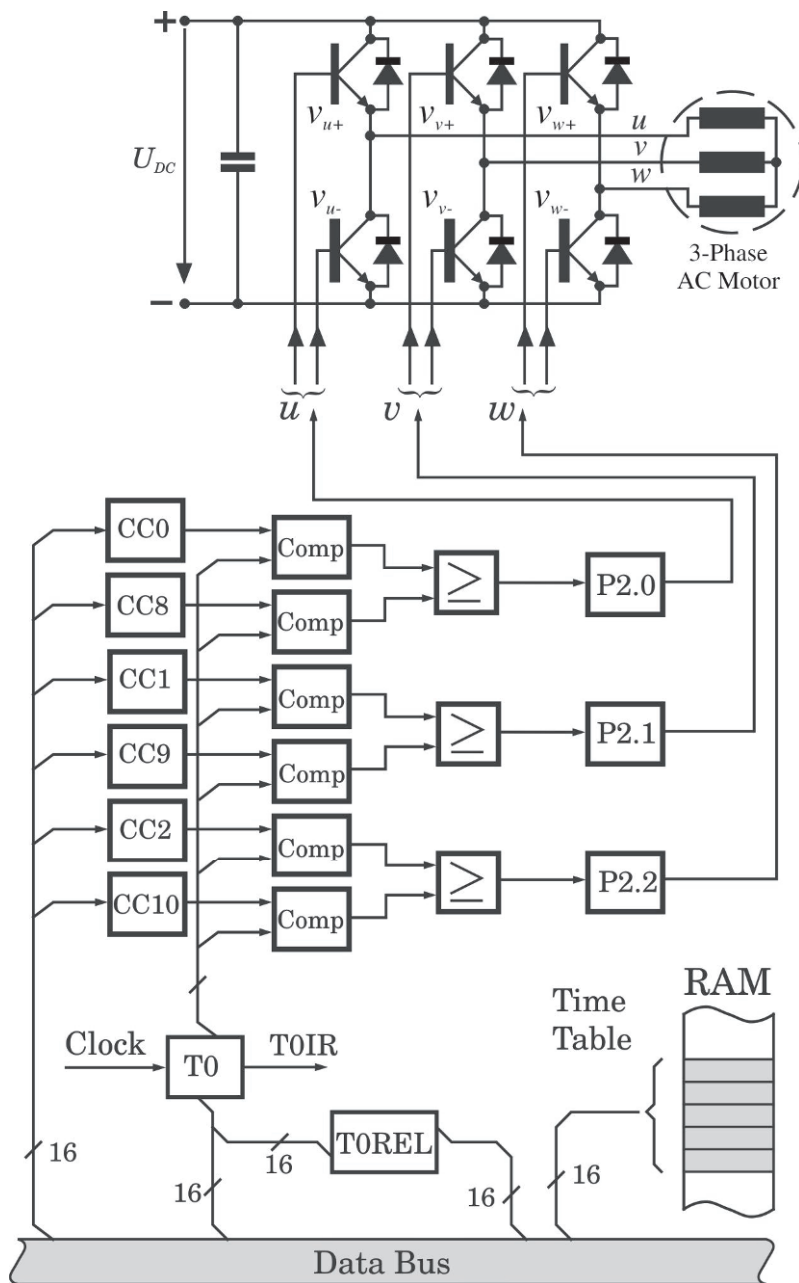 +
U_DC
−
v_u+
v_v+
v_w+
v_u-
v_v-
v_w-
u
v
w
3-Phase
AC Motor
u
v
w
CC0
CC8
CC1
CC9
CC2
CC10
Comp
Comp
Comp
Comp
Comp
Comp
≥
≥
≥
P2.0
P2.1
P2.2
Clock
T0
T0IR
T0REL
Time
Table
RAM
16
16
16
16
16
Data Bus